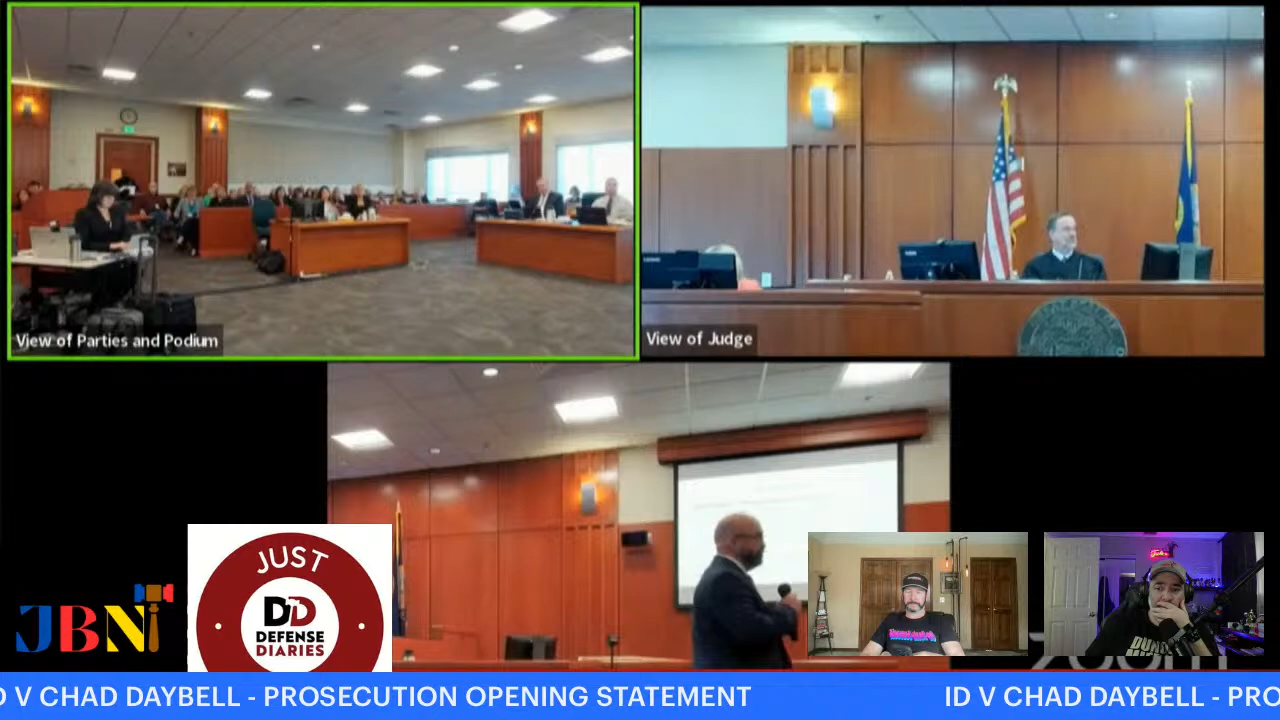 View of Parties and Podium
View of Judge
JBN
JUST
DD
DEFENSE
DIARIES
zoom
D V CHAD DAYBELL - PROSECUTION OPENING STATEMENT
ID V CHAD DAYBELL - PRO